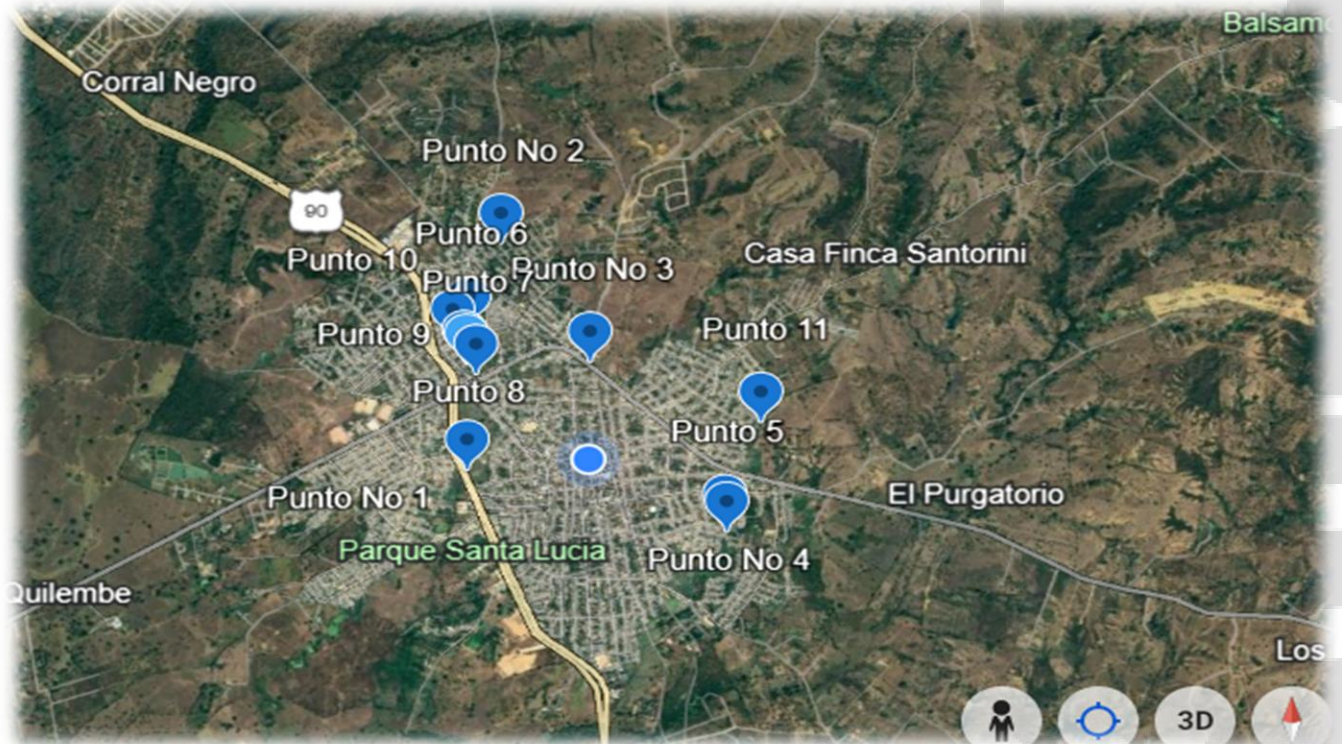 Balsamo
Corral Negro
Punto No 2
90
Punto 6
Casa Finca Santorini
Punto 10
Punto No 3
Punto 7
Punto 11
Punto 9
Punto 8
Punto 5
El Purgatorio
Punto No 1
Parque Santa Lucia
Punto No 4
Quilembe
Los
3D